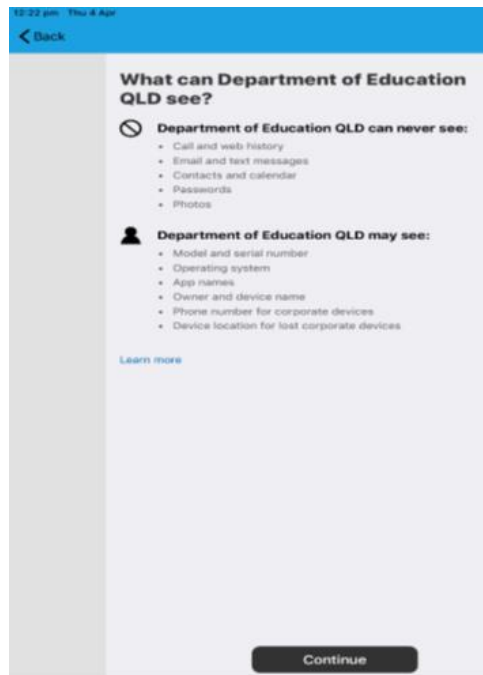 12:22 pm Thu 4 Apr
Back
What can Department of Education
QLD see?
Department of Education QLD can never see:
• Call and web history
• Email and text messages
• Contacts and calendar
• Passwords
• Photos
Department of Education QLD may see:
• Model and serial number
• Operating system
• App names
• Owner and device name
• Phone number for corporate devices
• Device location for lost corporate devices
Learn more
Continue